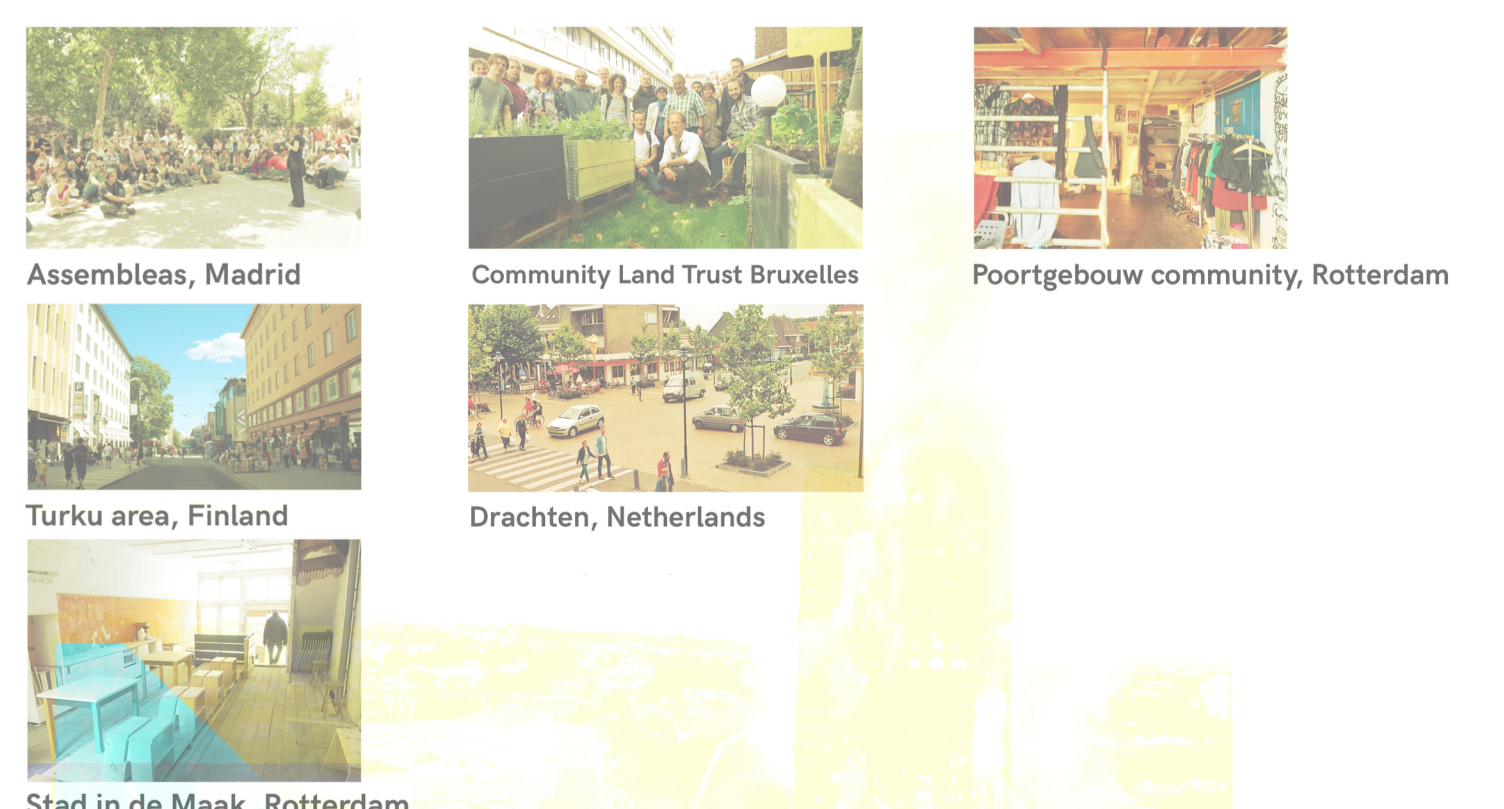 Assembleas, Madrid
Community Land Trust Bruxelles
Poortgebouw community, Rotterdam
Turku area, Finland
Drachten, Netherlands
Stad in de Maak, Rotterdam